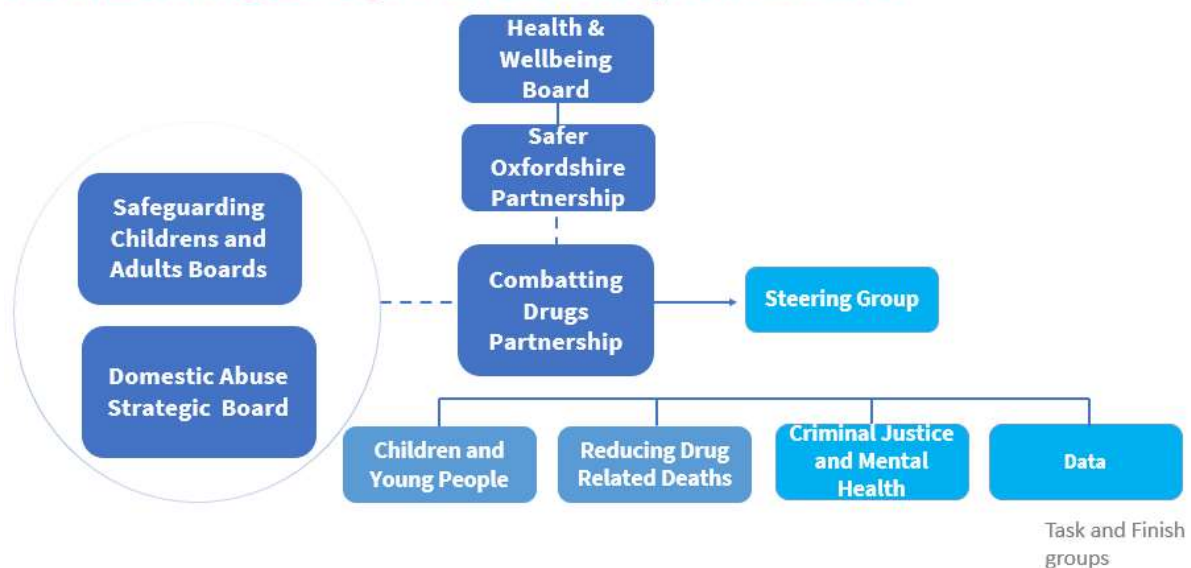 Health &
Wellbeing
Board
Safer
Oxfordshire
Partnership
Safeguarding
Childrens and
Adults Boards
Combatting
Drugs
Partnership
Steering Group
Domestic Abuse
Strategic Board
Children and
Young People
Reducing Drug
Related Deaths
Criminal Justice
and Mental
Health
Data
Task and Finish
groups